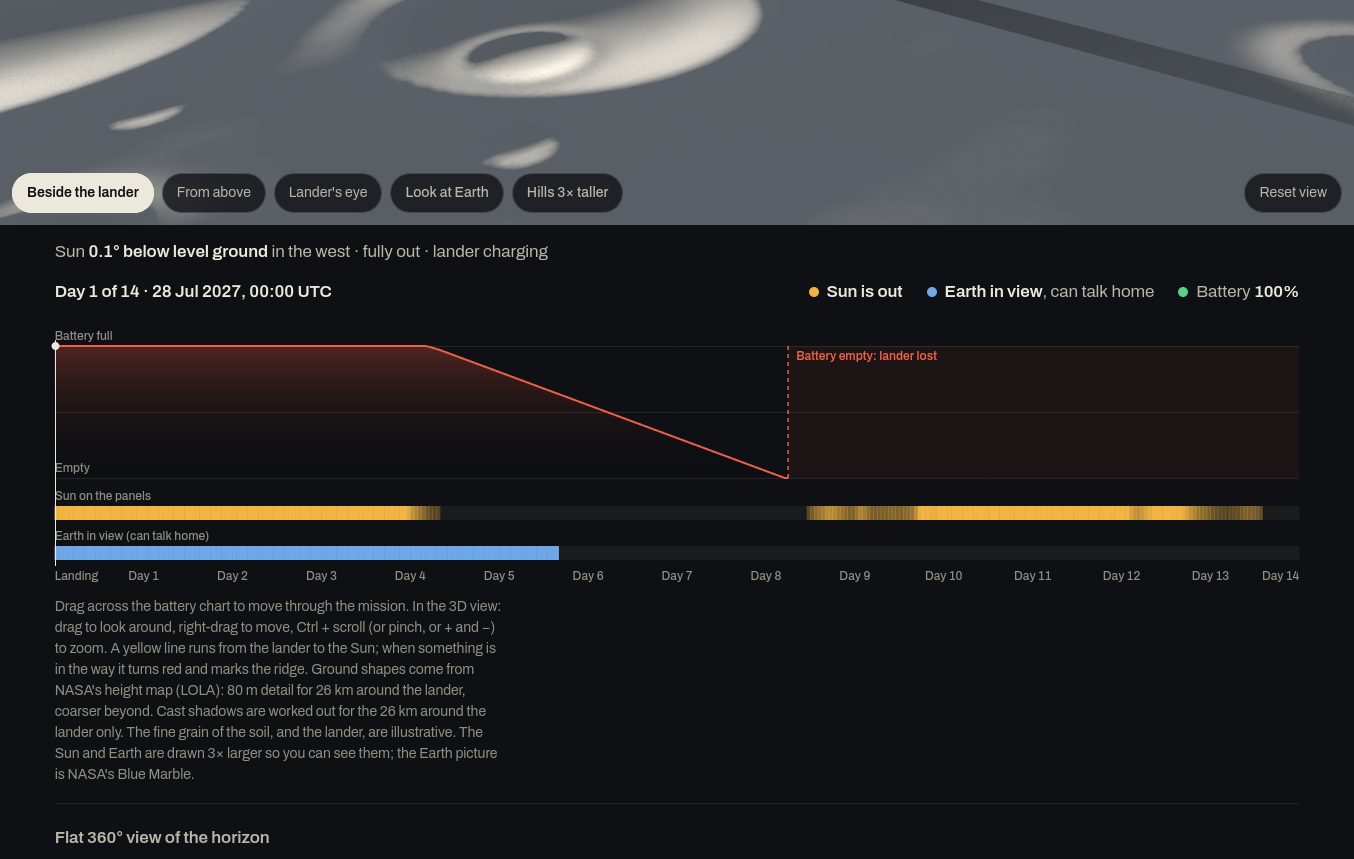 Beside the lander
From above
Lander's eye
Look at Earth
Hills 3× taller
Reset view
Sun 0.1° below level ground in the west · fully out · lander charging
Day 1 of 14 · 28 Jul 2027, 00:00 UTC
Sun is out
Earth in view, can talk home
Battery 100%
Battery full
Battery empty: lander lost
Empty
Sun on the panels
Earth in view (can talk home)
Landing Day 1 Day 2 Day 3 Day 4 Day 5 Day 6 Day 7 Day 8 Day 9 Day 10 Day 11 Day 12 Day 13 Day 14
Drag across the battery chart to move through the mission. In the 3D view:
drag to look around, right-drag to move, Ctrl + scroll (or pinch, or + and −)
to zoom. A yellow line runs from the lander to the Sun; when something is
in the way it turns red and marks the ridge. Ground shapes come from
NASA's height map (LOLA): 80 m detail for 26 km around the lander,
coarser beyond. Cast shadows are worked out for the 26 km around the
lander only. The fine grain of the soil, and the lander, are illustrative. The
Sun and Earth are drawn 3× larger so you can see them; the Earth picture
is NASA's Blue Marble.
Flat 360° view of the horizon